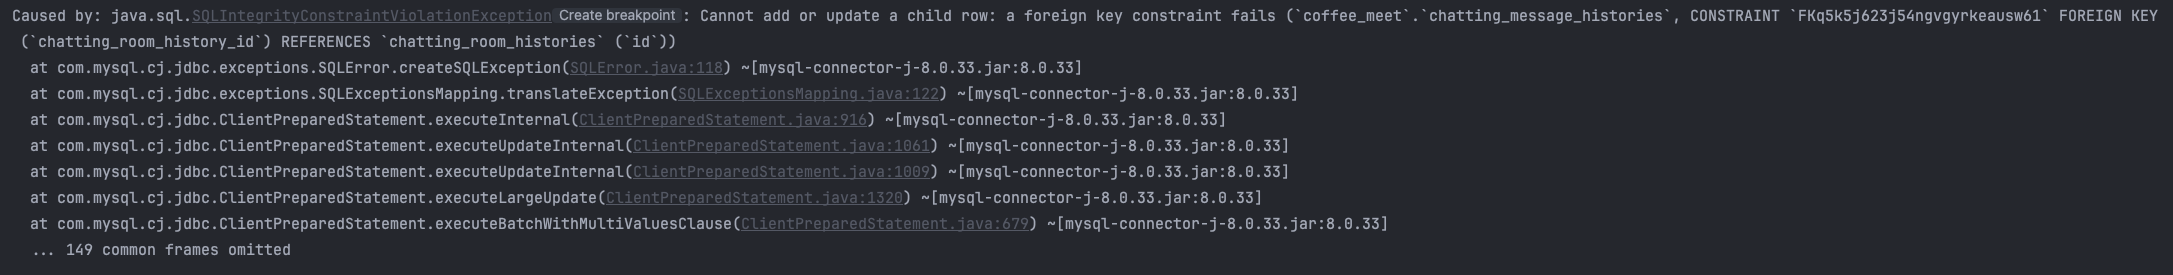 Caused by: java.sql.SQLIntegrityConstraintViolationException Create breakpoint : Cannot add or update a child row: a foreign key constraint fails (`coffee_meet`.`chatting_message_histories`, CONSTRAINT `FKq5k5j623j54ngvgyrkeausw61` FOREIGN KEY
(`chatting_room_history_id`) REFERENCES `chatting_room_histories` (`id`))
at com.mysql.cj.jdbc.exceptions.SQLError.createSQLException(SQLError.java:118) ~[mysql-connector-j-8.0.33.jar:8.0.33]
at com.mysql.cj.jdbc.exceptions.SQLExceptionsMapping.translateException(SQLExceptionsMapping.java:122) ~[mysql-connector-j-8.0.33.jar:8.0.33]
at com.mysql.cj.jdbc.ClientPreparedStatement.executeInternal(ClientPreparedStatement.java:916) ~[mysql-connector-j-8.0.33.jar:8.0.33]
at com.mysql.cj.jdbc.ClientPreparedStatement.executeUpdateInternal(ClientPreparedStatement.java:1061) ~[mysql-connector-j-8.0.33.jar:8.0.33]
at com.mysql.cj.jdbc.ClientPreparedStatement.executeUpdateInternal(ClientPreparedStatement.java:1009) ~[mysql-connector-j-8.0.33.jar:8.0.33]
at com.mysql.cj.jdbc.ClientPreparedStatement.executeLargeUpdate(ClientPreparedStatement.java:1320) ~[mysql-connector-j-8.0.33.jar:8.0.33]
at com.mysql.cj.jdbc.ClientPreparedStatement.executeBatchWithMultiValuesClause(ClientPreparedStatement.java:679) ~[mysql-connector-j-8.0.33.jar:8.0.33]
... 149 common frames omitted